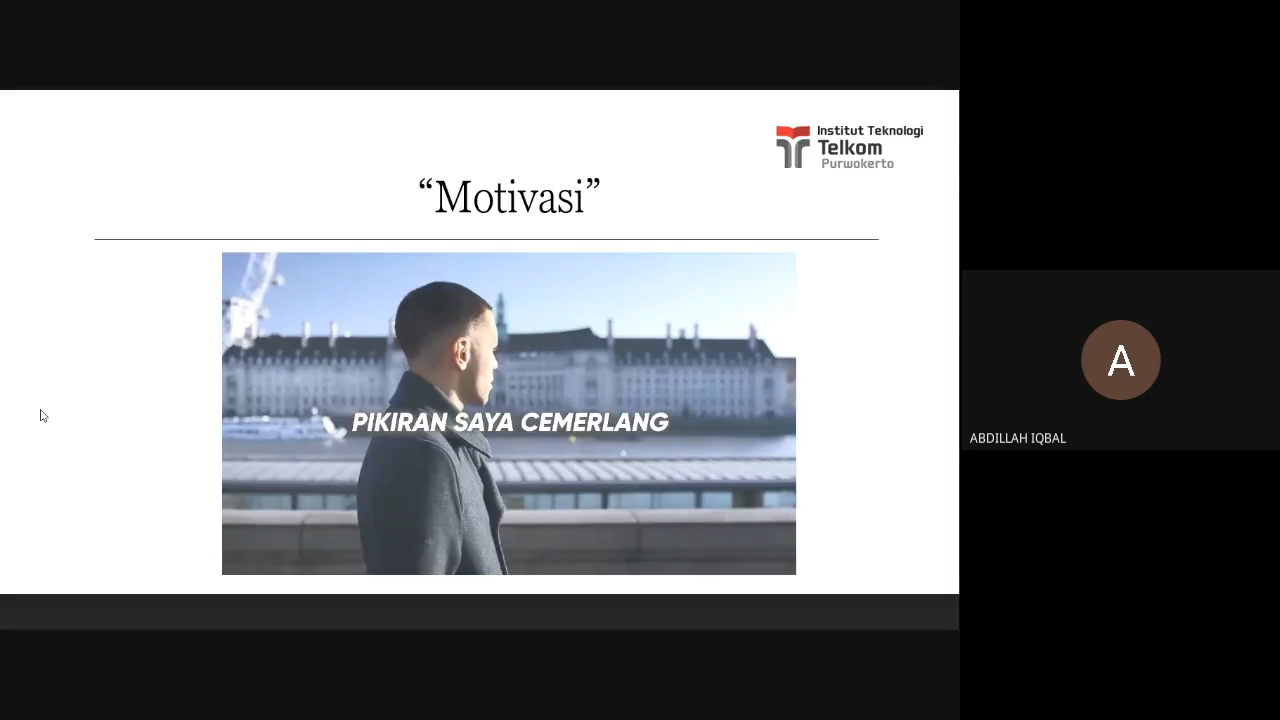 Institut Teknologi
Telkom
Purwokerto
“Motivasi”
PIKIRAN SAYA CEMERLANG
A
ABDILLAH IQBAL